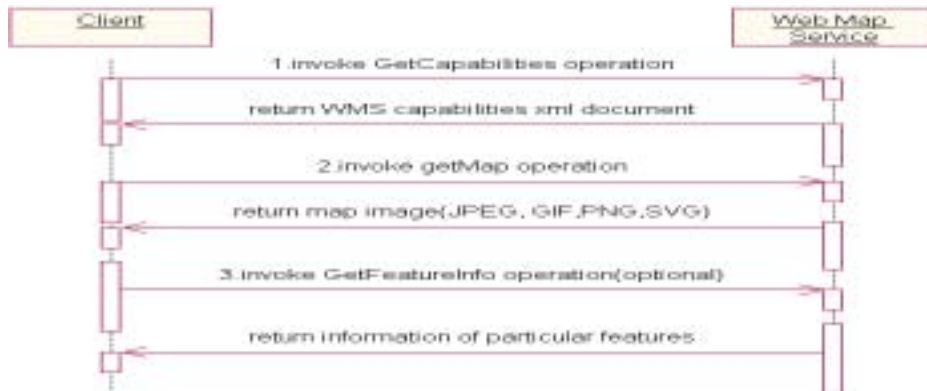 Client
Web Map
Service
1.invoke GetCapabilities operation
return WMS capabilities xml document
2.invoke getMap operation
return map image(JPEG, GIF,PNG,SVG)
3.invoke GetFeatureInfo operation(optional)
return information of particular features